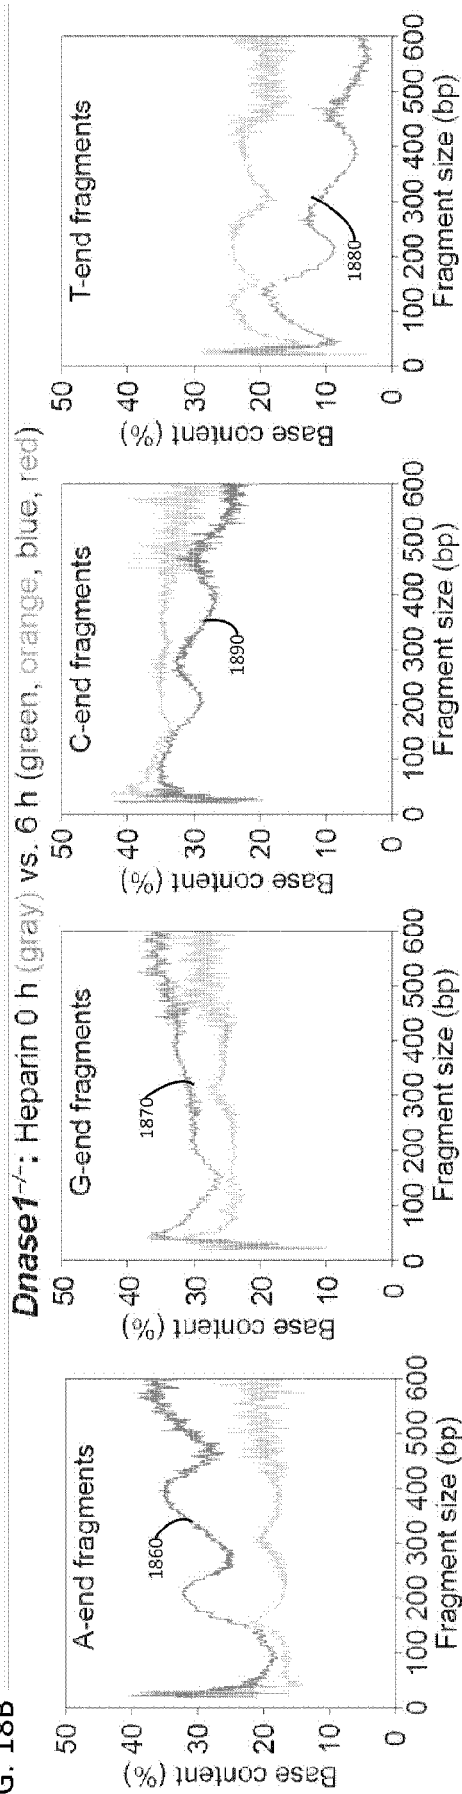 G. 18B
Dnase1⁻/⁻: Heparin 0 h (gray) vs. 6 h (green, orange, blue, red)
A-end fragments
Base content (%)
50
40
30
20
10
0
1860
0 100 200 300 400 500 600
Fragment size (bp)
G-end fragments
Base content (%)
50
40
30
20
10
0
1870
0 100 200 300 400 500 600
Fragment size (bp)
C-end fragments
Base content (%)
50
40
30
20
10
0
1890
0 100 200 300 400 500 600
Fragment size (bp)
T-end fragments
Base content (%)
50
40
30
20
10
0
1880
0 100 200 300 400 500 600
Fragment size (bp)